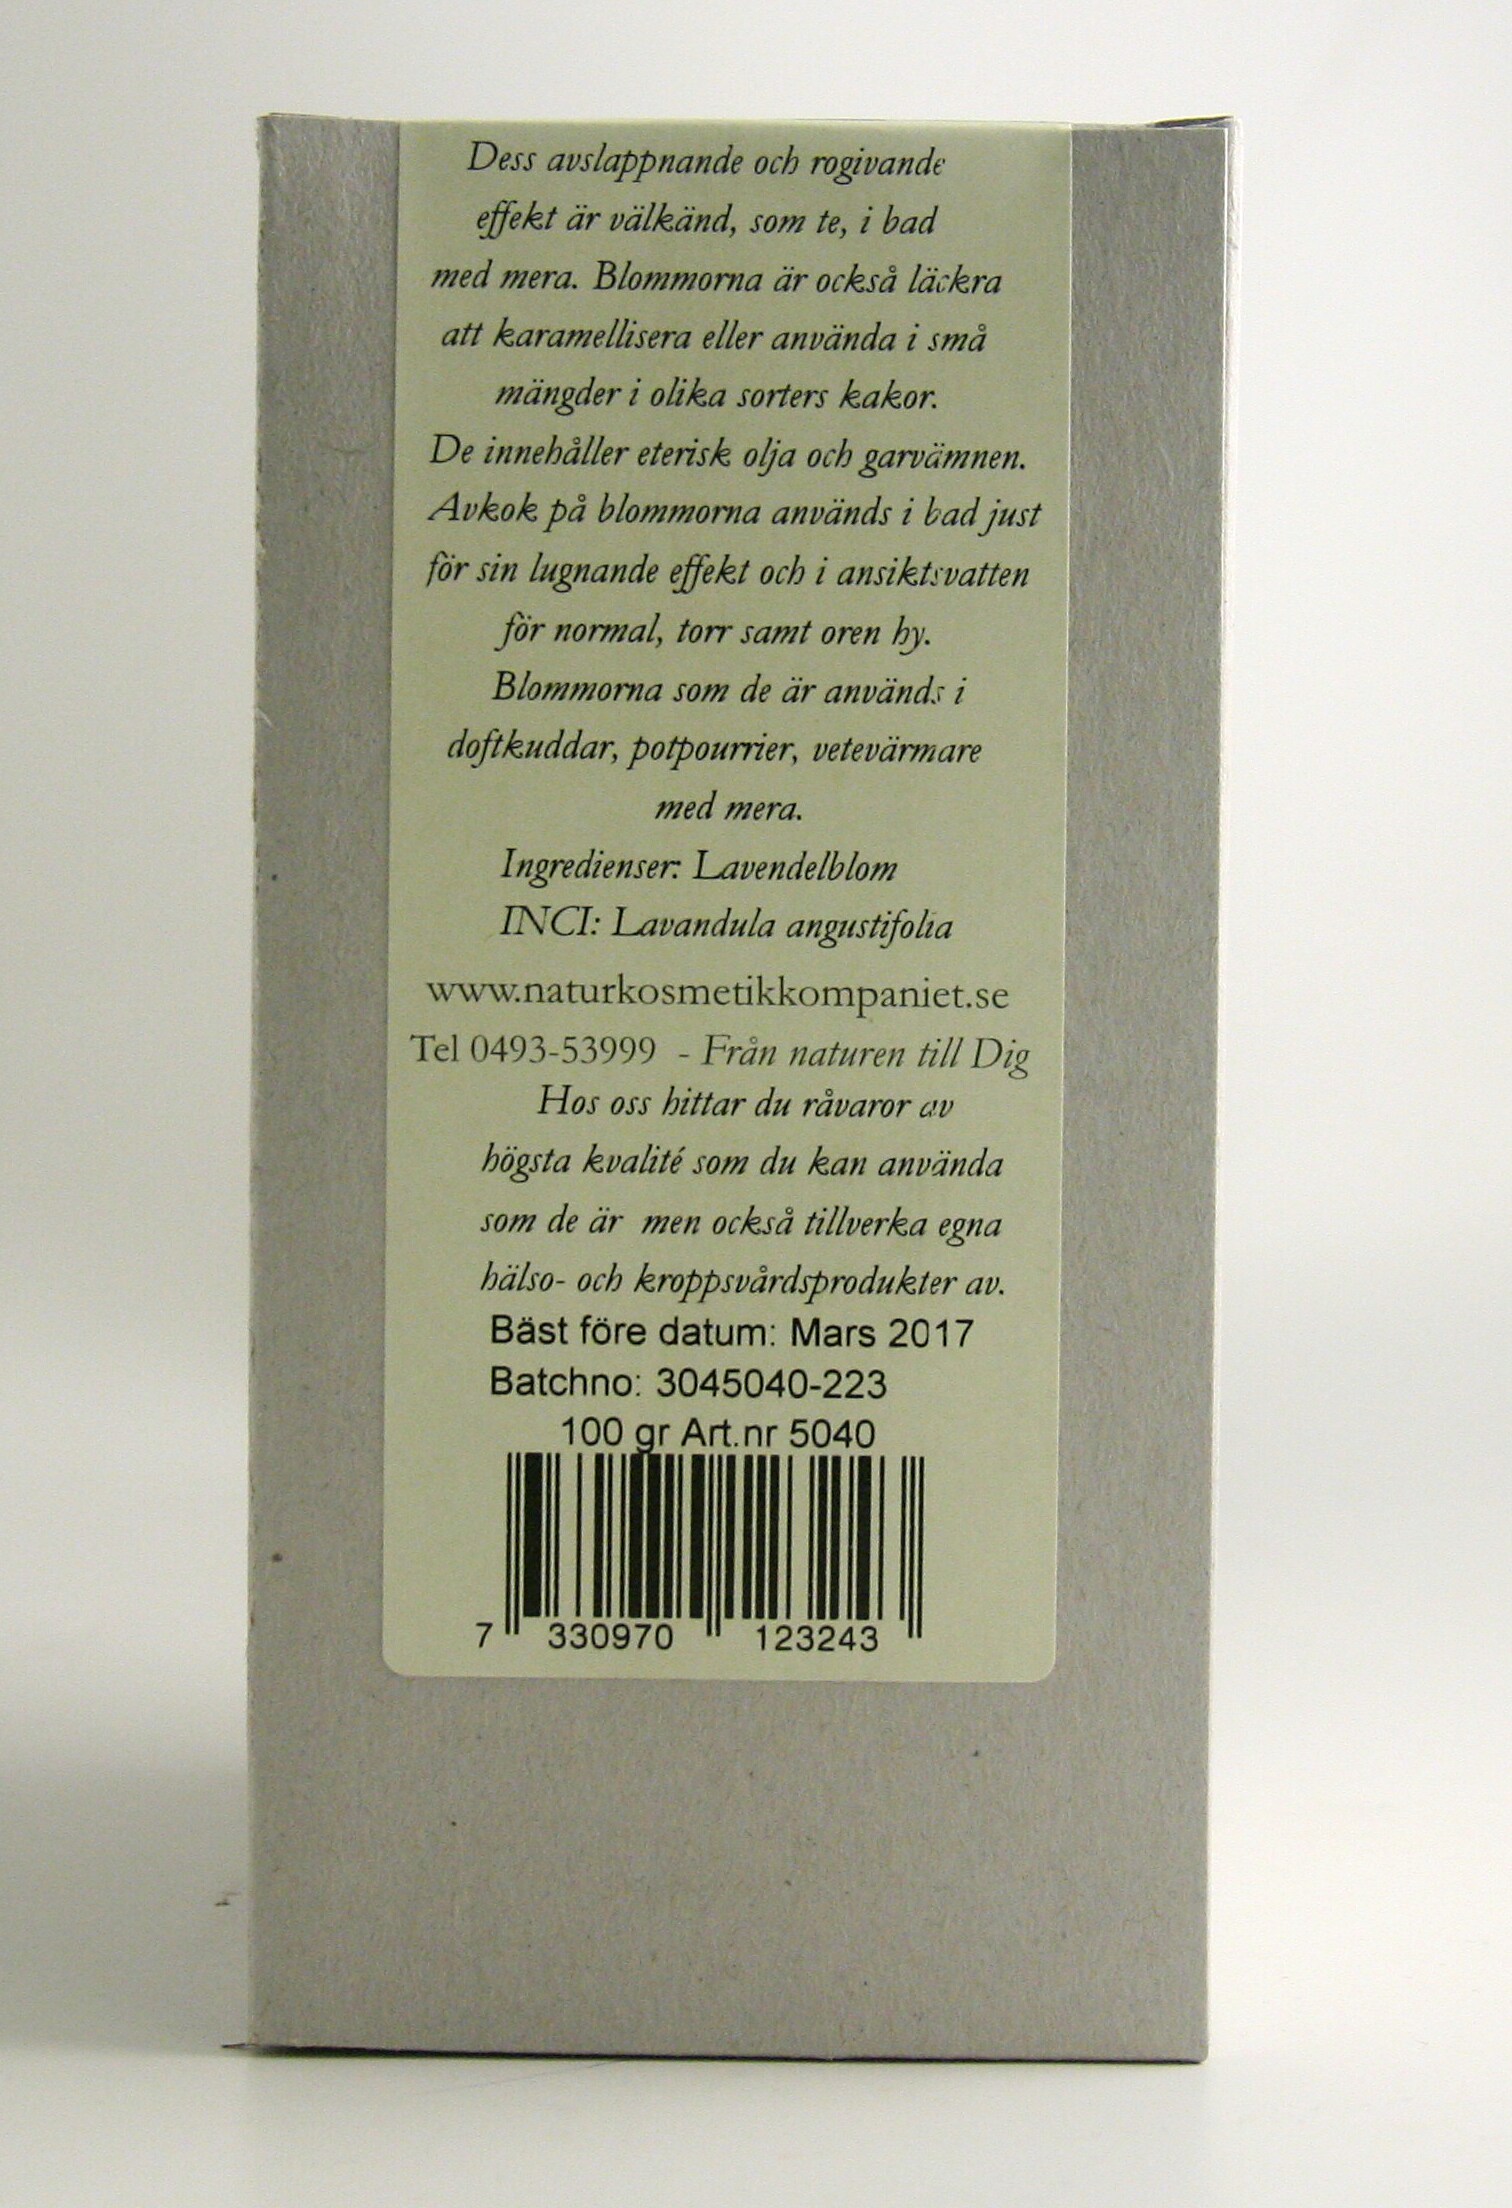 Dess avslappnande och rogivande
effekt är välkänd, som te, i bad
med mera. Blommorna är också läckra
att karamellisera eller använda i små
mängder i olika sorters kakor.
De innehåller eterisk olja och garvämnen.
Avkok på blommorna används i bad just
för sin lugnande effekt och i ansiktsvatten
för normal, torr samt oren hy.
Blommorna som de är används i
doftkuddar, potpourrier, vetevärmare
med mera.
Ingredienser: Lavendelblom
INCI: Lavandula angustifolia
www.naturkosmetikkompaniet.se
Tel 0493-53999 - Från naturen till Dig
Hos oss hittar du råvaror av
högsta kvalité som du kan använda
som de är men också tillverka egna
hälso- och kroppsvårdsprodukter av.
Bäst före datum: Mars 2017
Batchno: 3045040-223
100 gr Art.nr 5040
7 330970 123243